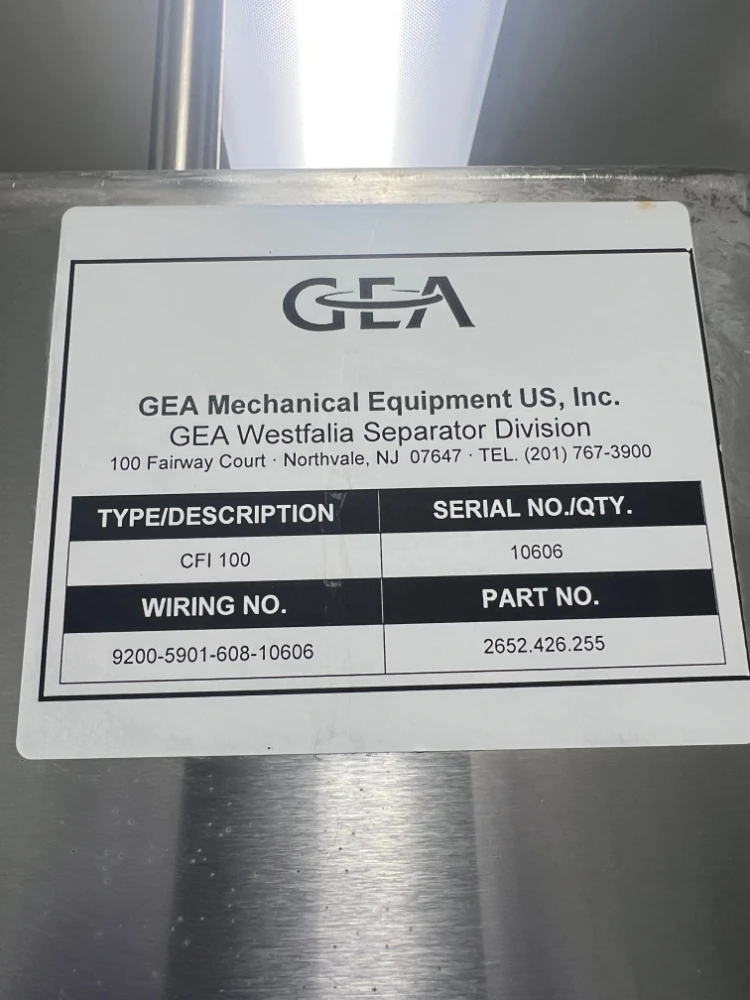 GEA
GEA Mechanical Equipment US, Inc.
GEA Westfalia Separator Division
100 Fairway Court · Northvale, NJ 07647 · TEL. (201) 767-3900
TYPE/DESCRIPTION SERIAL NO./QTY.
CFI 100 10606
WIRING NO. PART NO.
9200-5901-608-10606 2652.426.255